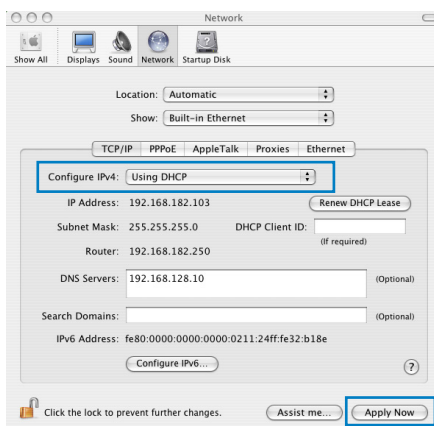 Network
Show All Displays Sound Network Startup Disk
Location: Automatic
Show: Built-in Ethernet
TCP/IP PPPoE AppleTalk Proxies Ethernet
Configure IPv4: Using DHCP
IP Address: 192.168.182.103 Renew DHCP Lease
Subnet Mask: 255.255.255.0 DHCP Client ID:
(If required)
Router: 192.168.182.250
DNS Servers: 192.168.128.10 (Optional)
Search Domains: (Optional)
IPv6 Address: fe80:0000:0000:0000:0211:24ff:fe32:b18e
Configure IPv6...
?
Click the lock to prevent further changes. Assist me... Apply Now